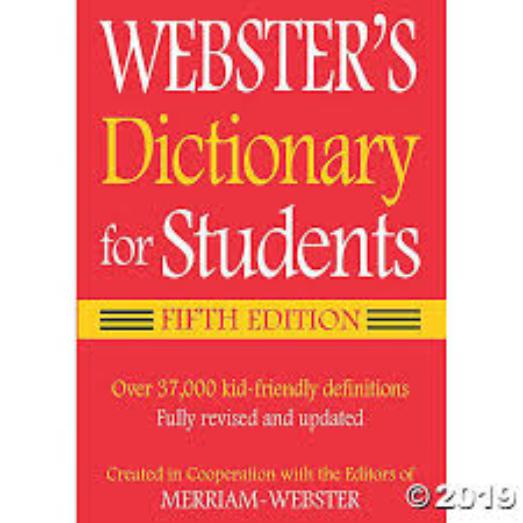 WEBSTER'S
Dictionary
for Students
FIFTH EDITION
Over 37,000 kid-friendly definitions
Fully revised and updated
Created in Cooperation with the Editors of
MERRIAM-WEBSTER
© 2019